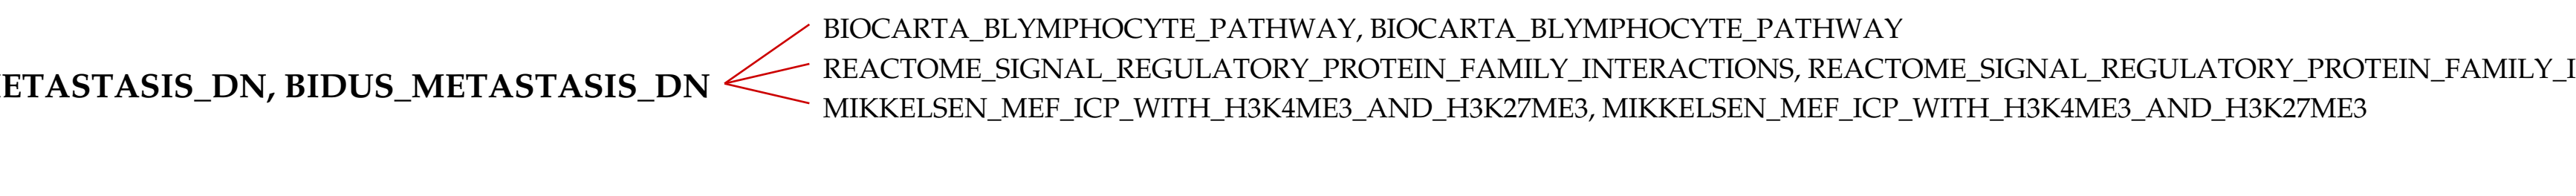 BIOCARTA_BLYMPHOCYTE_PATHWAY, BIOCARTA_BLYMPHOCYTE_PATHWAY
REACTOME_SIGNAL_REGULATORY_PROTEIN_FAMILY_INTERACTIONS, REACTOME_SIGNAL_REGULATORY_PROTEIN_FAMILY_I
ETASTASIS_DN, BIDUS_METASTASIS_DN
MIKKELSEN_MEF_ICP_WITH_H3K4ME3_AND_H3K27ME3, MIKKELSEN_MEF_ICP_WITH_H3K4ME3_AND_H3K27ME3